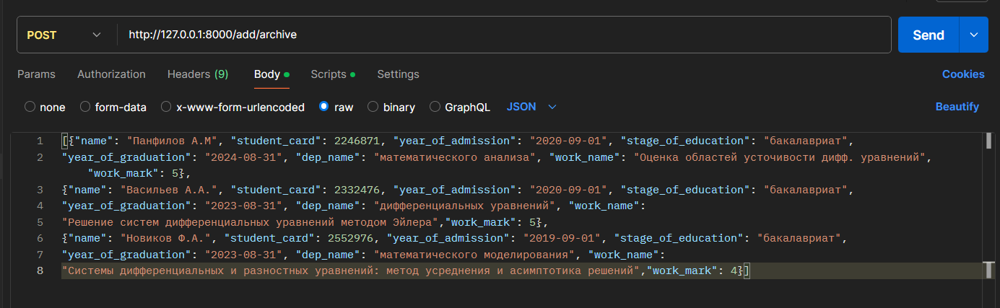 POST http://127.0.0.1:8000/add/archive Send
Params Authorization Headers (9) Body Scripts Settings Cookies
none form-data x-www-form-urlencoded raw binary GraphQL JSON Beautify
1 [{"name": "Панфилов А.М", "student_card": 2246871, "year_of_admission": "2020-09-01", "stage_of_education": "бакалавриат",
2 "year_of_graduation": "2024-08-31", "dep_name": "математического анализа", "work_name": "Оценка областей усточивости дифф. уравнений",
"work_mark": 5},
3 {"name": "Васильев А.А.", "student_card": 2332476, "year_of_admission": "2020-09-01", "stage_of_education": "бакалавриат",
4 "year_of_graduation": "2023-08-31", "dep_name": "дифференциальных уравнений", "work_name":
5 "Решение систем дифференциальных уравнений методом Эйлера","work_mark": 5},
6 {"name": "Новиков Ф.А.", "student_card": 2552976, "year_of_admission": "2019-09-01", "stage_of_education": "бакалавриат",
7 "year_of_graduation": "2023-08-31", "dep_name": "математического моделирования", "work_name":
8 "Системы дифференциальных и разностных уравнений: метод усреднения и асимптотика решений","work_mark": 4}]